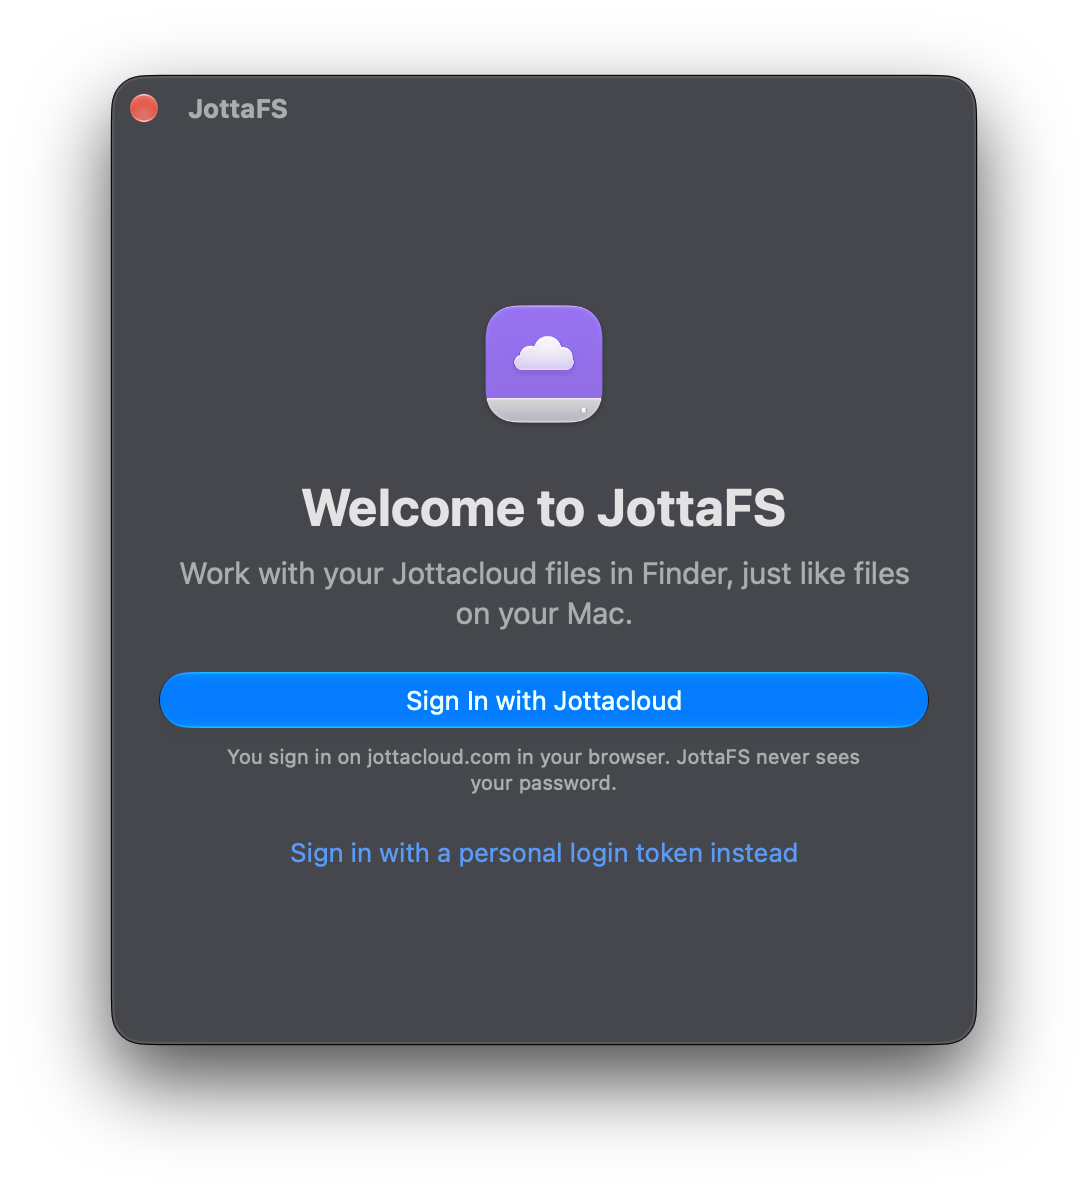 JottaFS
Welcome to JottaFS
Work with your Jottacloud files in Finder, just like files
on your Mac.
Sign In with Jottacloud
You sign in on jottacloud.com in your browser. JottaFS never sees
your password.
Sign in with a personal login token instead